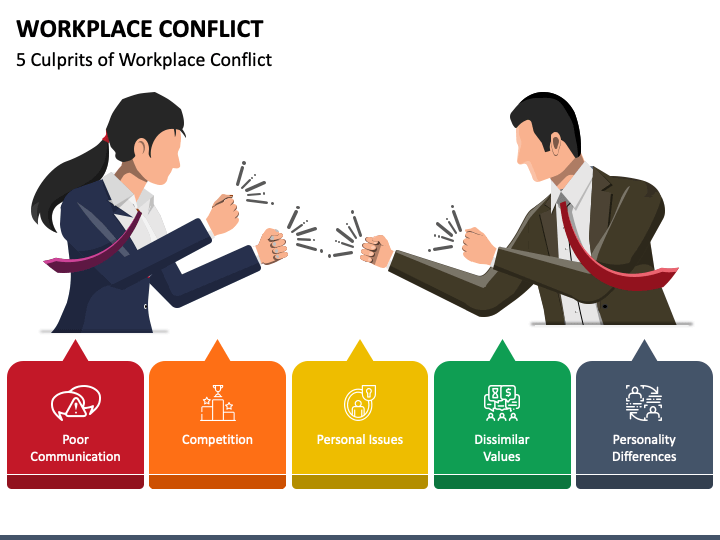 WORKPLACE CONFLICT
5 Culprits of Workplace Conflict
Poor
Communication
Competition
Personal Issues
Dissimilar
Values
Personality
Differences